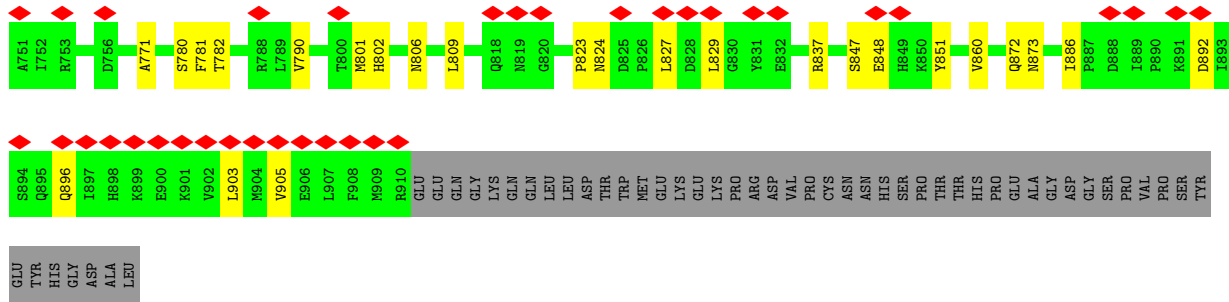 A751 I752 R753 D756 A771 S780 F781 T782 R788 L789 V790 T800 M801 H802 N806 L809 Q818 N819 G820 P823 N824 D825 P826 L827 D828 L829 G830 Y831 E832 R837 S847 E848 H849 K850 Y851 V860 Q872 N873 I886 P887 D888 I889 P890 K891 D892 I893
S894 Q895 Q896 I897 H898 K899 E900 K901 V902 L903 M904 V905 E906 L907 F908 M909 R910 GLU GLU GLN GLY LYS GLN GLN LEU LEU ASP THR TRP MET GLU LYS GLU LYS PRO ARG ASP VAL PRO CYS ASN ASN HIS SER PRO THR THR HIS PRO GLU ALA GLY ASP GLY SER PRO VAL PRO SER TYR
GLU TYR HIS GLY ASP ALA LEU